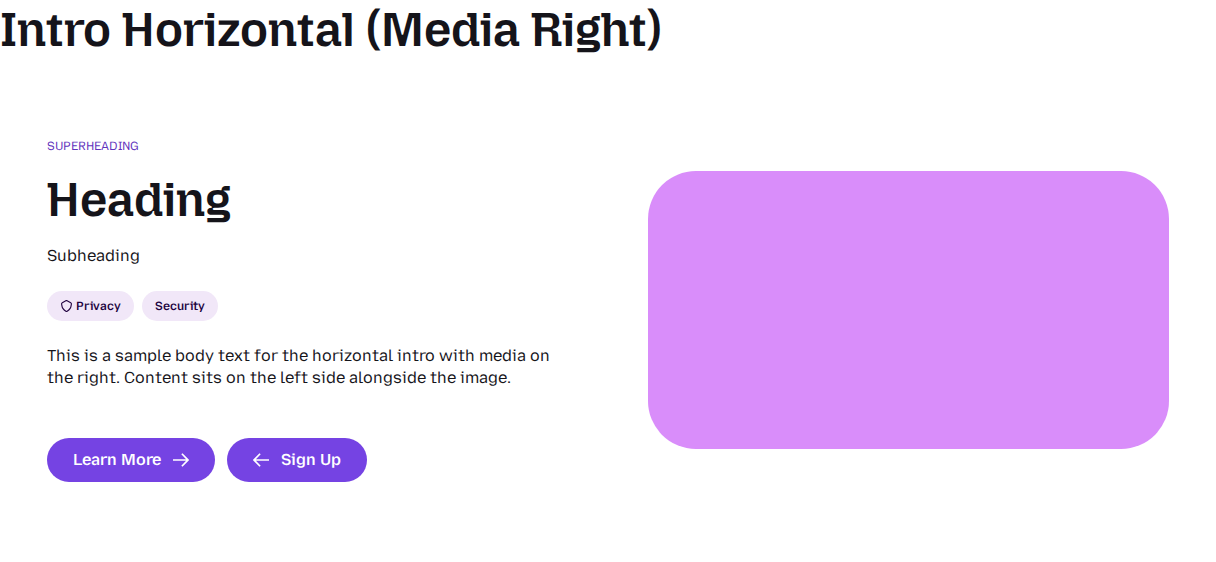 Intro Horizontal (Media Right)
SUPERHEADING
Heading
Subheading
Privacy
Security
This is a sample body text for the horizontal intro with media on
the right. Content sits on the left side alongside the image.
Learn More
Sign Up